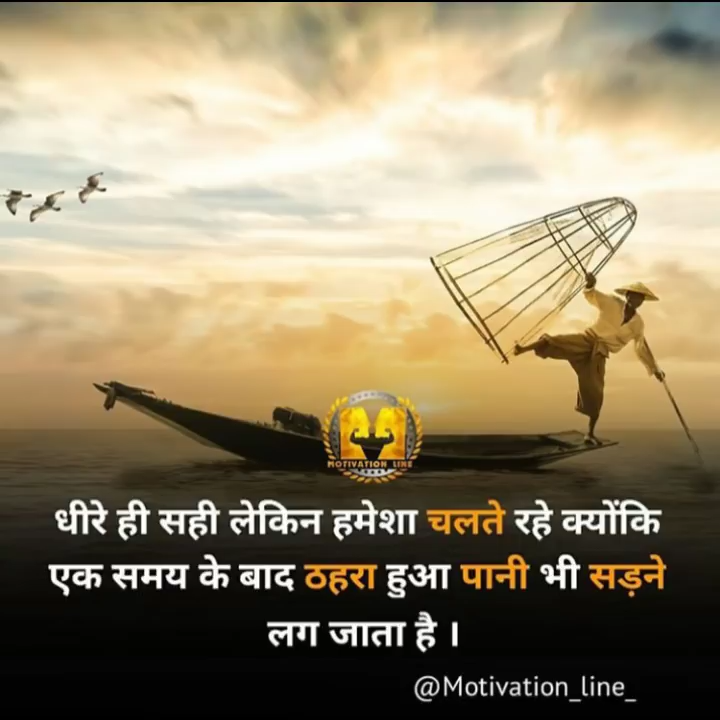 MOTIVATION LINE
धीरे ही सही लेकिन हमेशा चलते रहे क्योंकि
एक समय के बाद ठहरा हुआ पानी भी सड़ने
लग जाता है ।
@Motivation_line_